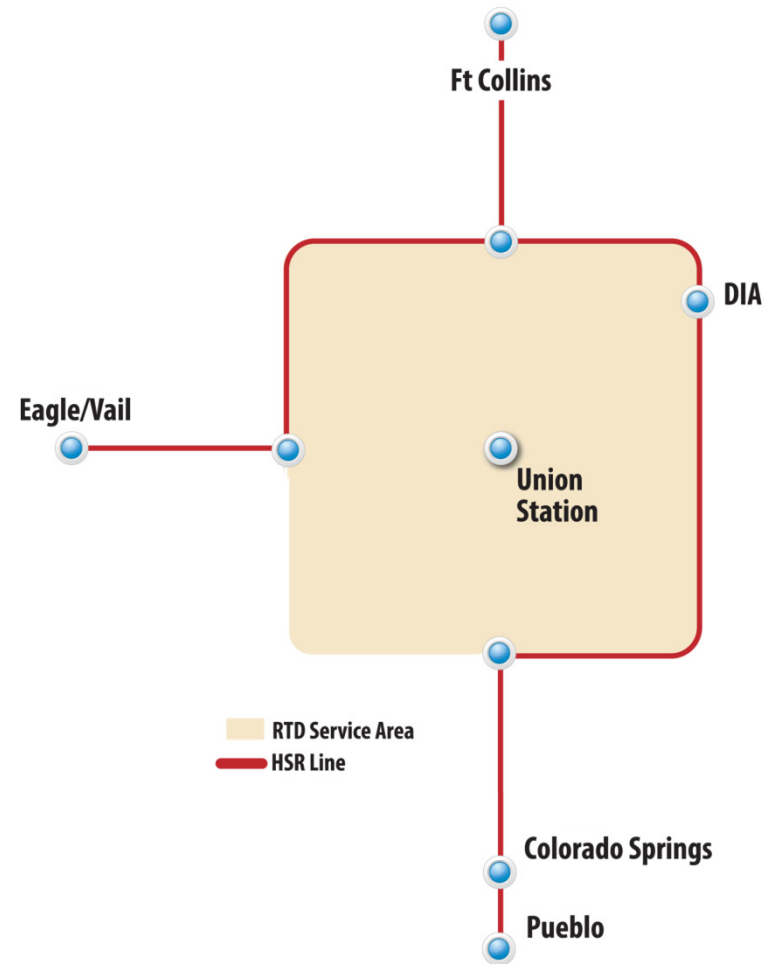 Ft Collins
DIA
Eagle/Vail
Union
Station
RTD Service Area
HSR Line
Colorado Springs
Pueblo